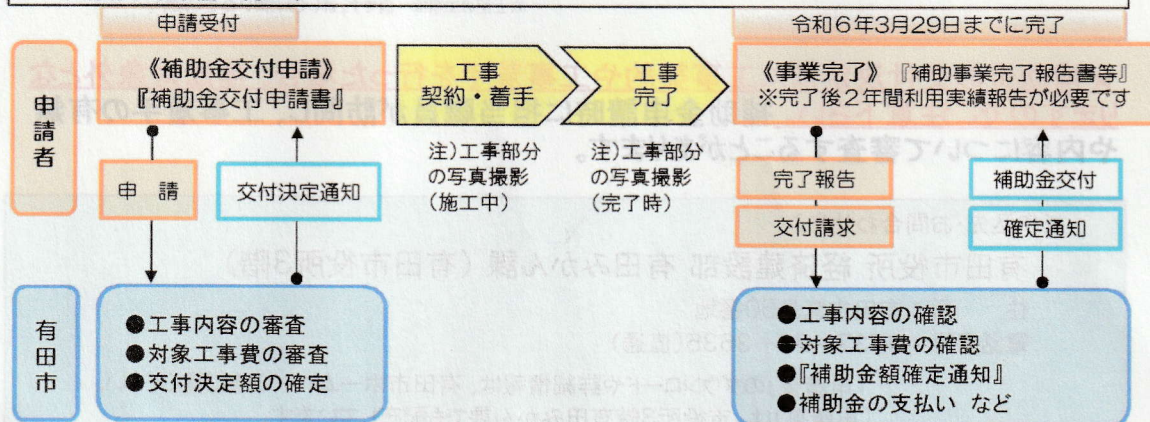 申請受付
令和6年3月29日までに完了
申請者
《補助金交付申請》
『補助金交付申請書』
工事
契約・着手
工事
完了
《事業完了》『補助事業完了報告書等』
※完了後2年間利用実績報告が必要です
申 請
交付決定通知
注)工事部分
の写真撮影
(施工中)
注)工事部分
の写真撮影
(完了時)
完了報告
交付請求
補助金交付
確定通知
有田市
●工事内容の審査
●対象工事費の審査
●交付決定額の確定
●工事内容の確認
●対象工事費の確認
●『補助金額確定通知』
●補助金の支払い など